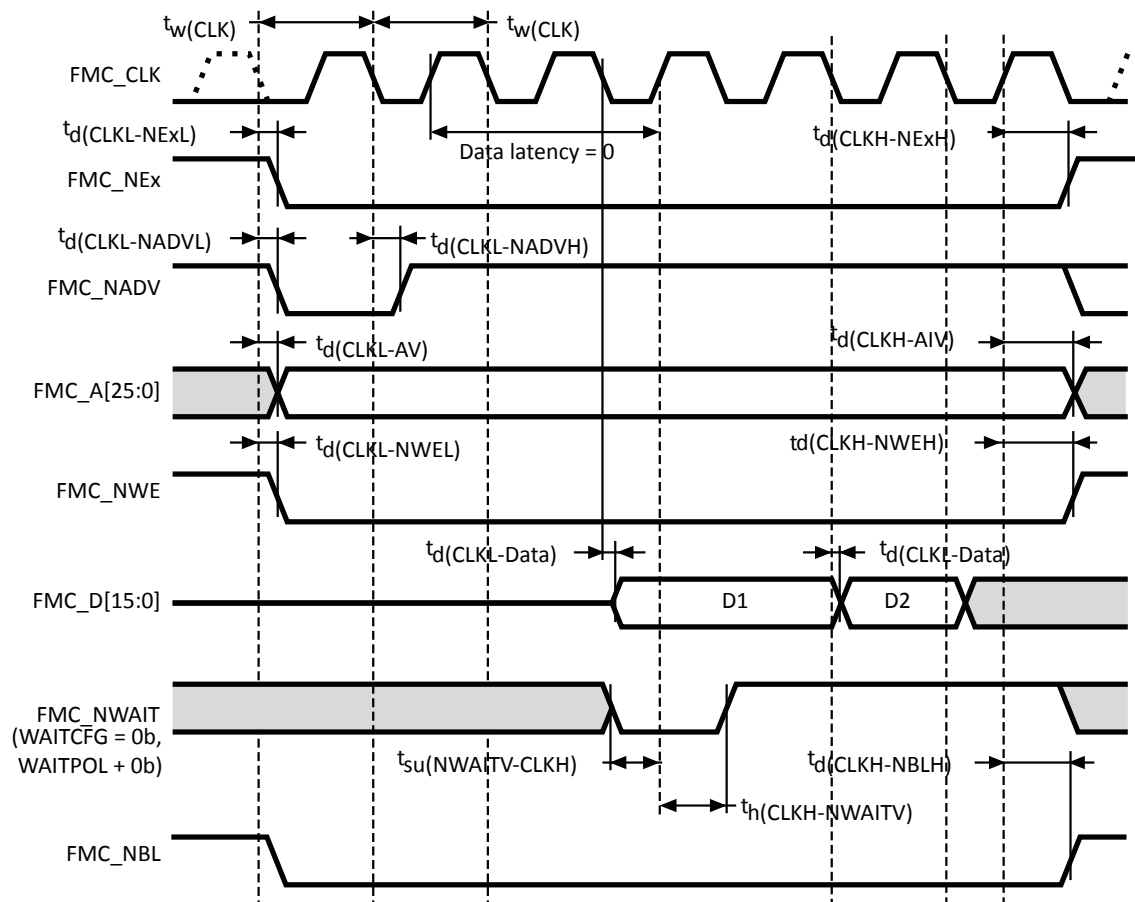 tw(CLK) tw(CLK)
FMC_CLK
td(CLKL-NExL) Data latency = 0 td(CLKH-NExH)
FMC_NEx
td(CLKL-NADVL) td(CLKL-NADVH)
FMC_NADV
td(CLKL-AV) td(CLKH-AIV)
FMC_A[25:0]
td(CLKL-NWEL) td(CLKH-NWEH)
FMC_NWE
td(CLKL-Data) td(CLKL-Data)
FMC_D[15:0] D1 D2
FMC_NWAIT
(WAITCFG = 0b,
WAITPOL + 0b) tsu(NWAITV-CLKH) td(CLKH-NBLH)
th(CLKH-NWAITV)
FMC_NBL